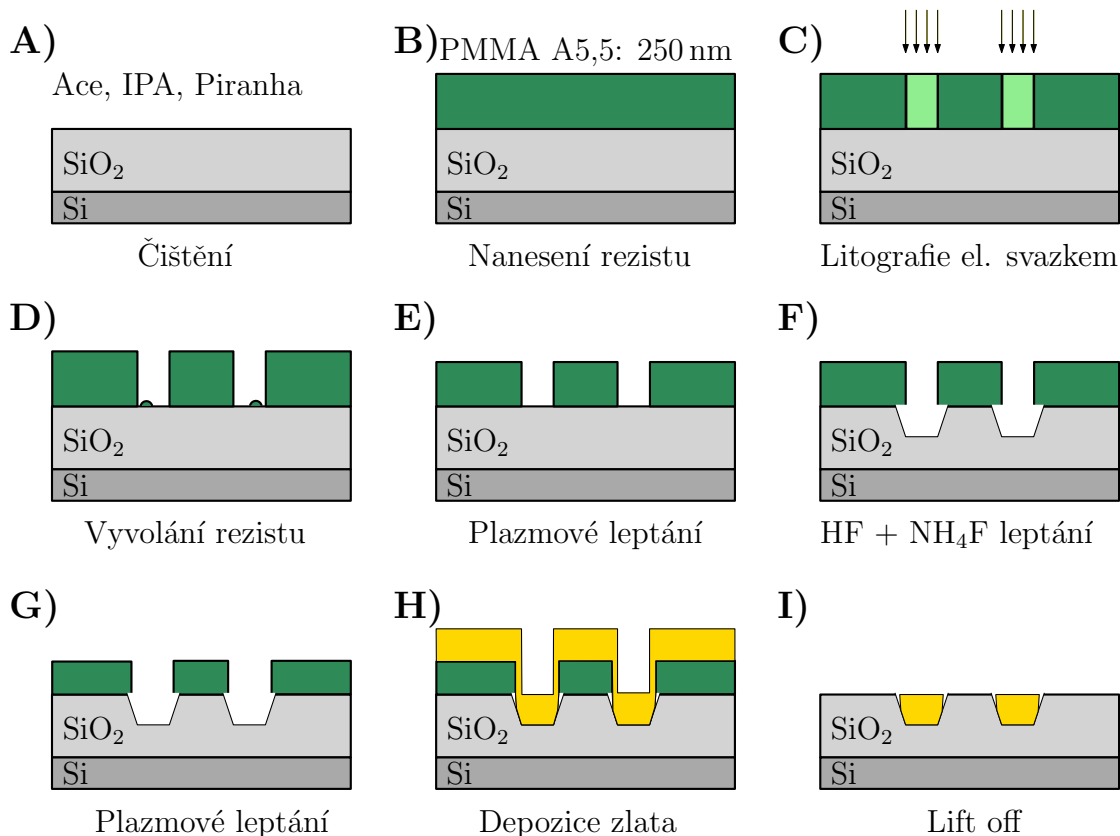 A)
Ace, IPA, Piranha
SiO₂
Si
Čištění
B)
PMMA A5,5: 250 nm
SiO₂
Si
Nanesení rezistu
C)
SiO₂
Si
Litografie el. svazkem
D)
SiO₂
Si
Vyvolání rezistu
E)
SiO₂
Si
Plazmové leptání
F)
SiO₂
Si
HF + NH₄F leptání
G)
SiO₂
Si
Plazmové leptání
H)
SiO₂
Si
Depozice zlata
I)
SiO₂
Si
Lift off